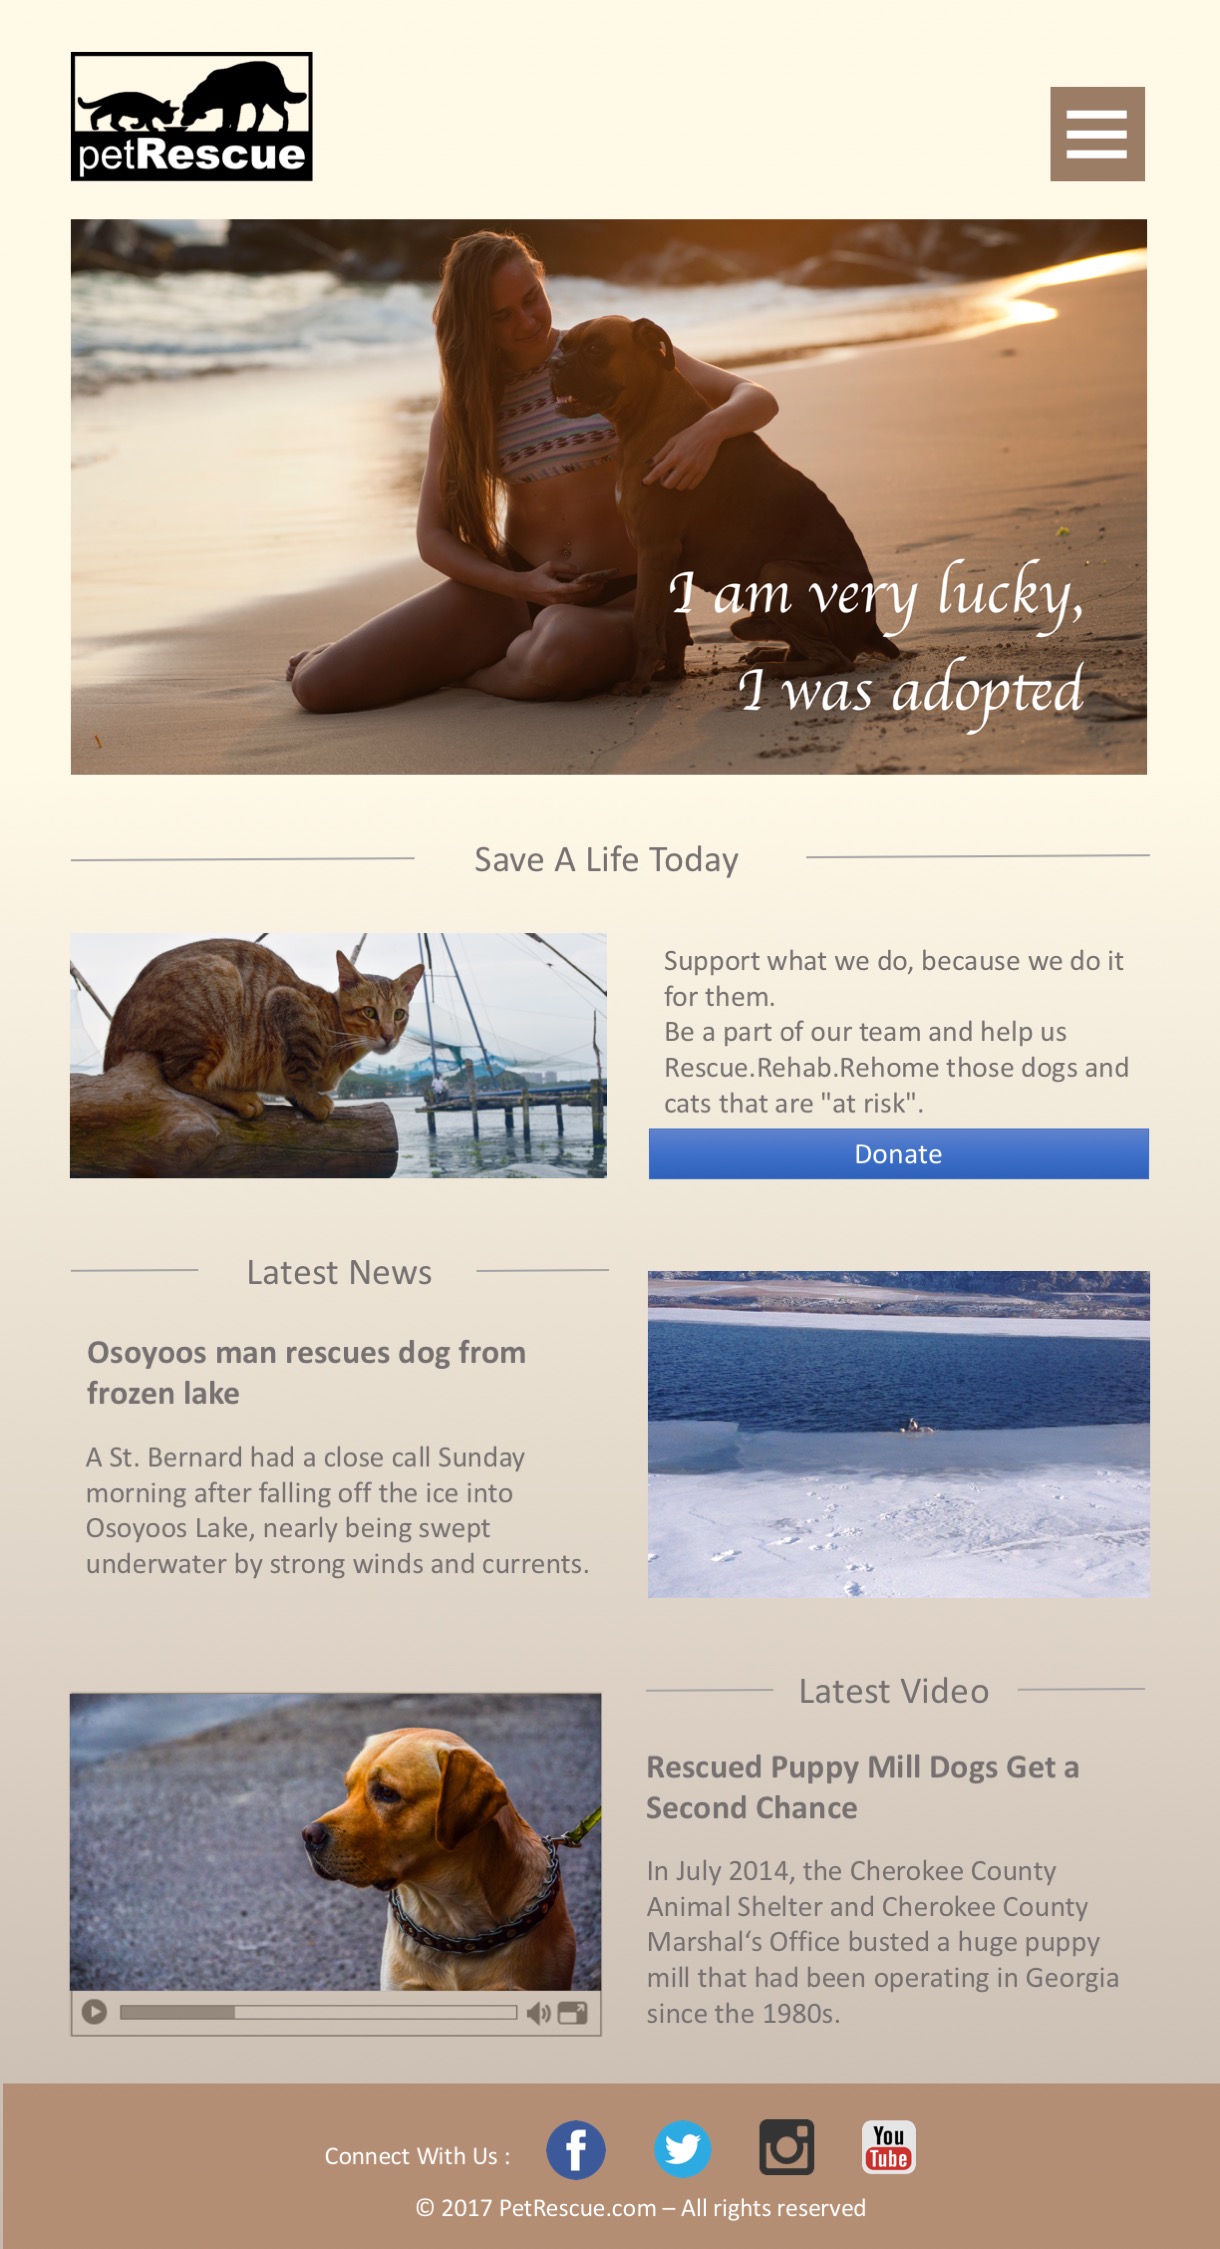 petRescue
I am very lucky,
I was adopted
Save A Life Today
Support what we do, because we do it
for them.
Be a part of our team and help us
Rescue.Rehab.Rehome those dogs and
cats that are "at risk".
Donate
Latest News
Osoyoos man rescues dog from
frozen lake
A St. Bernard had a close call Sunday
morning after falling off the ice into
Osoyoos Lake, nearly being swept
underwater by strong winds and currents.
Latest Video
Rescued Puppy Mill Dogs Get a
Second Chance
In July 2014, the Cherokee County
Animal Shelter and Cherokee County
Marshal‘s Office busted a huge puppy
mill that had been operating in Georgia
since the 1980s.
Connect With Us :
f
You
Tube
© 2017 PetRescue.com – All rights reserved